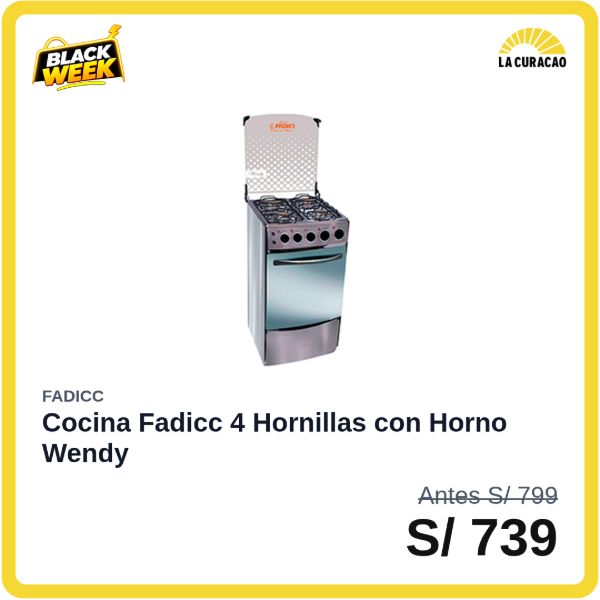 BLACK
WEEK
LA CURACAO
FADICC
Cocina Fadicc 4 Hornillas con Horno
Wendy
Antes S/ 799
S/ 739